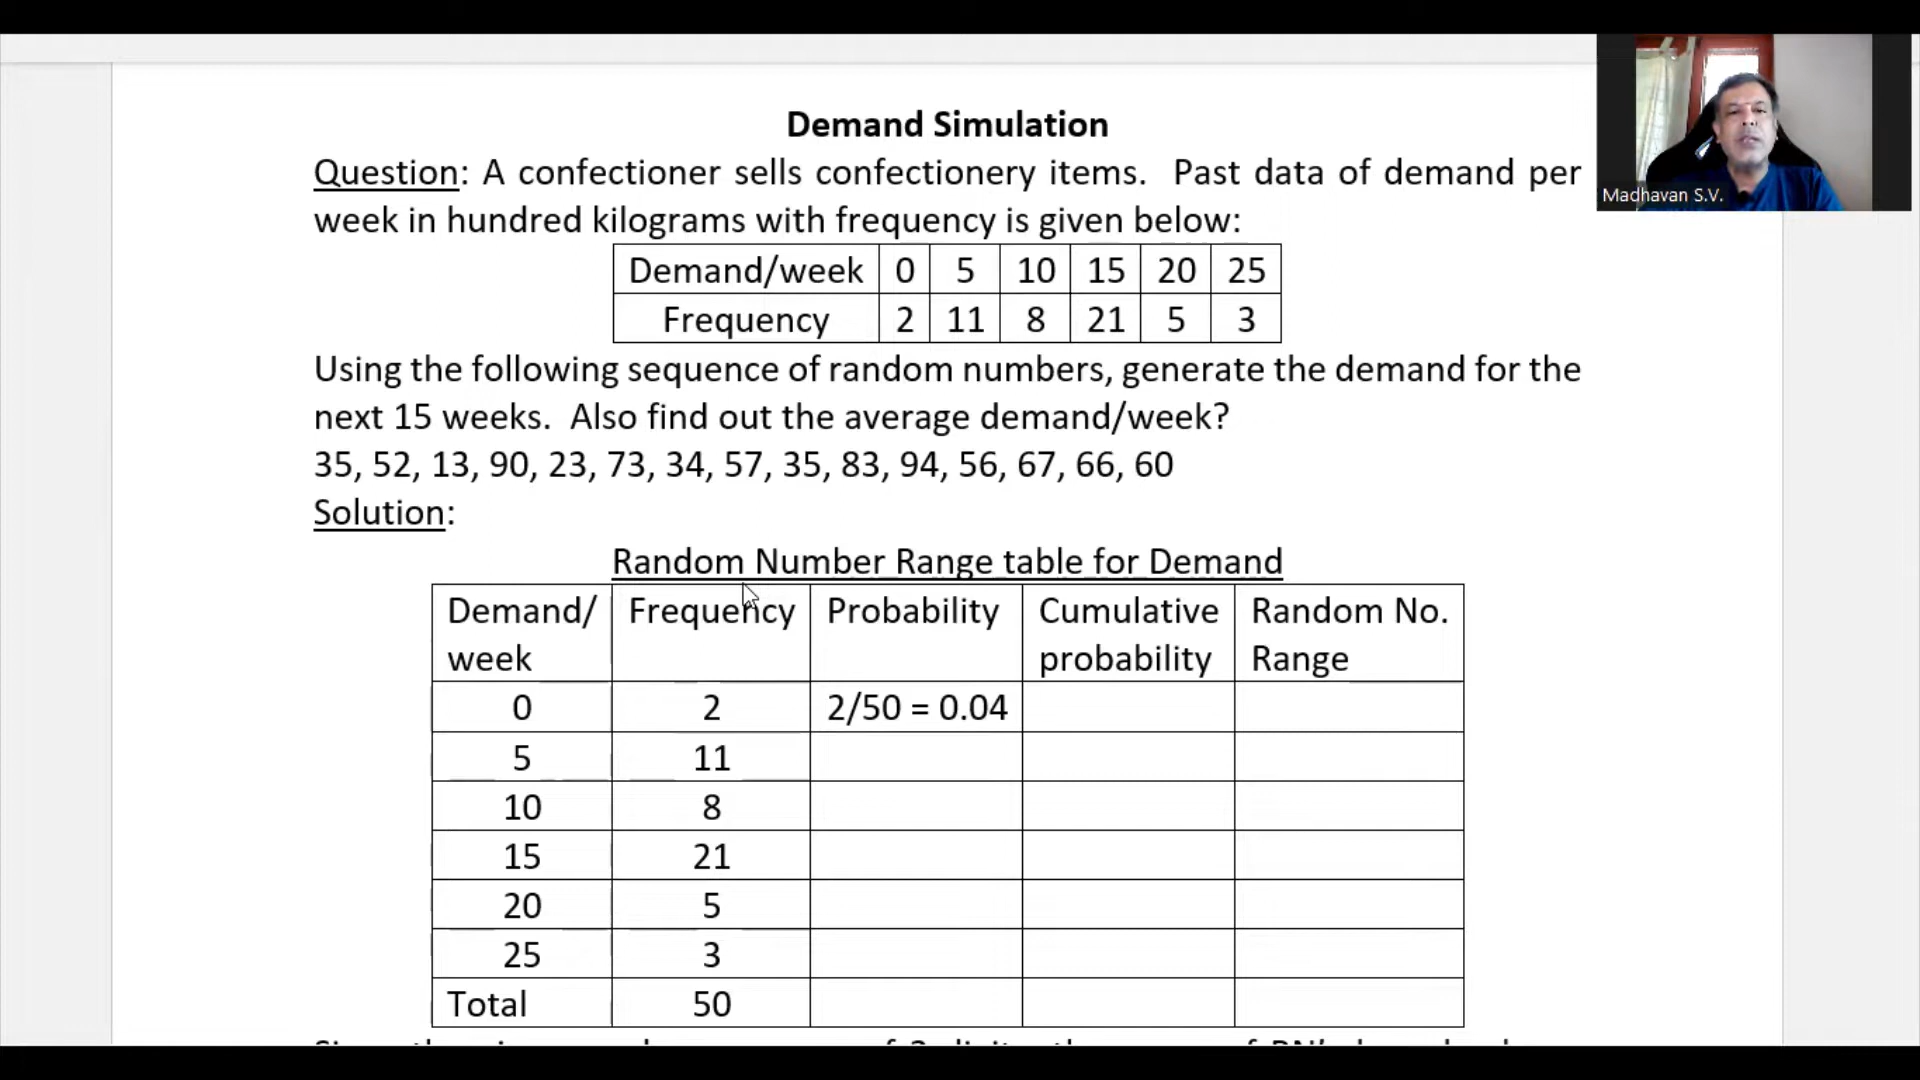 Demand Simulation
Question: A confectioner sells confectionery items. Past data of demand per
week in hundred kilograms with frequency is given below:
Demand/week 0 5 10 15 20 25
Frequency 2 11 8 21 5 3
Using the following sequence of random numbers, generate the demand for the
next 15 weeks. Also find out the average demand/week?
35, 52, 13, 90, 23, 73, 34, 57, 35, 83, 94, 56, 67, 66, 60
Solution:
Random Number Range table for Demand
Demand/ Frequency Probability Cumulative Random No.
week probability Range
0 2 2/50 = 0.04
5 11
10 8
15 21
20 5
25 3
Total 50
Madhavan S.V.